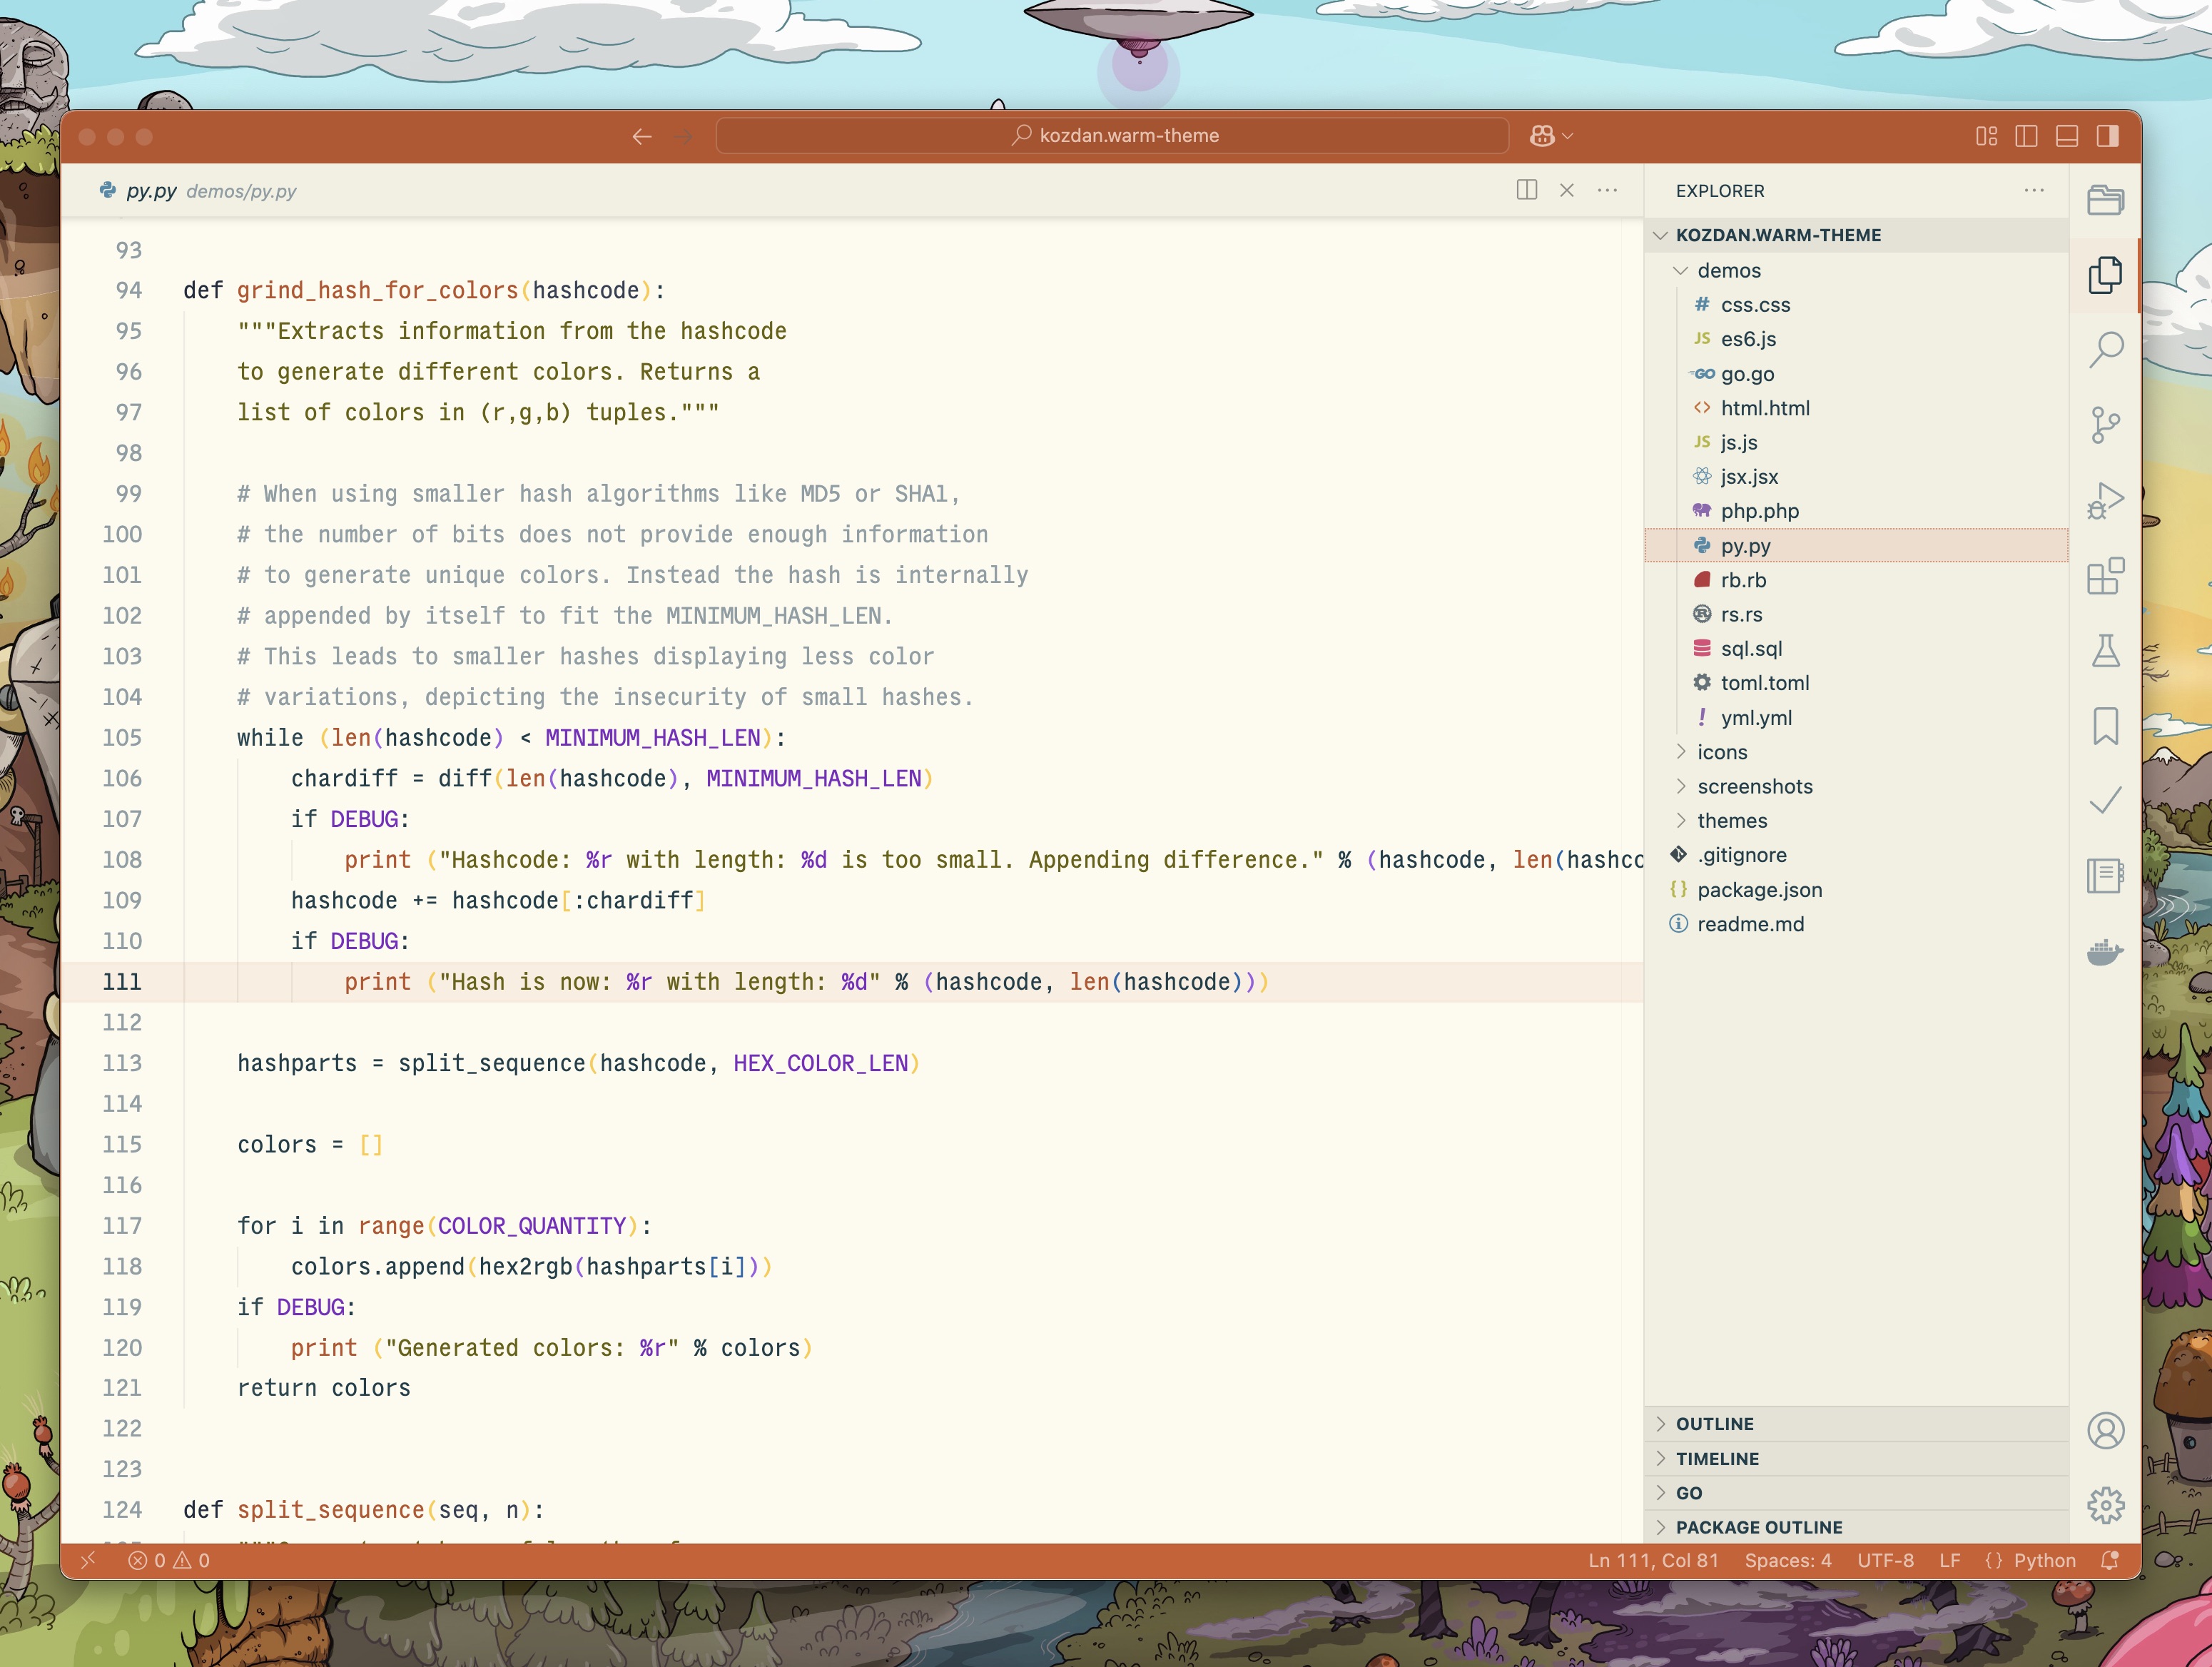 kozdan.warm-theme
py.py demos/py.py
93
94 def grind_hash_for_colors(hashcode):
95     """Extracts information from the hashcode
96     to generate different colors. Returns a
97     list of colors in (r,g,b) tuples."""
98
99     # When using smaller hash algorithms like MD5 or SHA1,
100     # the number of bits does not provide enough information
101     # to generate unique colors. Instead the hash is internally
102     # appended by itself to fit the MINIMUM_HASH_LEN.
103     # This leads to smaller hashes displaying less color
104     # variations, depicting the insecurity of small hashes.
105     while (len(hashcode) < MINIMUM_HASH_LEN):
106         chardiff = diff(len(hashcode), MINIMUM_HASH_LEN)
107         if DEBUG:
108             print ("Hashcode: %r with length: %d is too small. Appending difference." % (hashcode, len(hashco
109         hashcode += hashcode[:chardiff]
110         if DEBUG:
111             print ("Hash is now: %r with length: %d" % (hashcode, len(hashcode)))
112
113     hashparts = split_sequence(hashcode, HEX_COLOR_LEN)
114
115     colors = []
116
117     for i in range(COLOR_QUANTITY):
118         colors.append(hex2rgb(hashparts[i]))
119     if DEBUG:
120         print ("Generated colors: %r" % colors)
121     return colors
122
123
124 def split_sequence(seq, n):
EXPLORER
KOZDAN.WARM-THEME
demos
# css.css
JS es6.js
GO go.go
<> html.html
JS js.js
jsx.jsx
php.php
py.py
rb.rb
rs.rs
sql.sql
toml.toml
! yml.yml
icons
screenshots
themes
.gitignore
{} package.json
readme.md
OUTLINE
TIMELINE
GO
PACKAGE OUTLINE
0 0
Ln 111, Col 81 Spaces: 4 UTF-8 LF {} Python